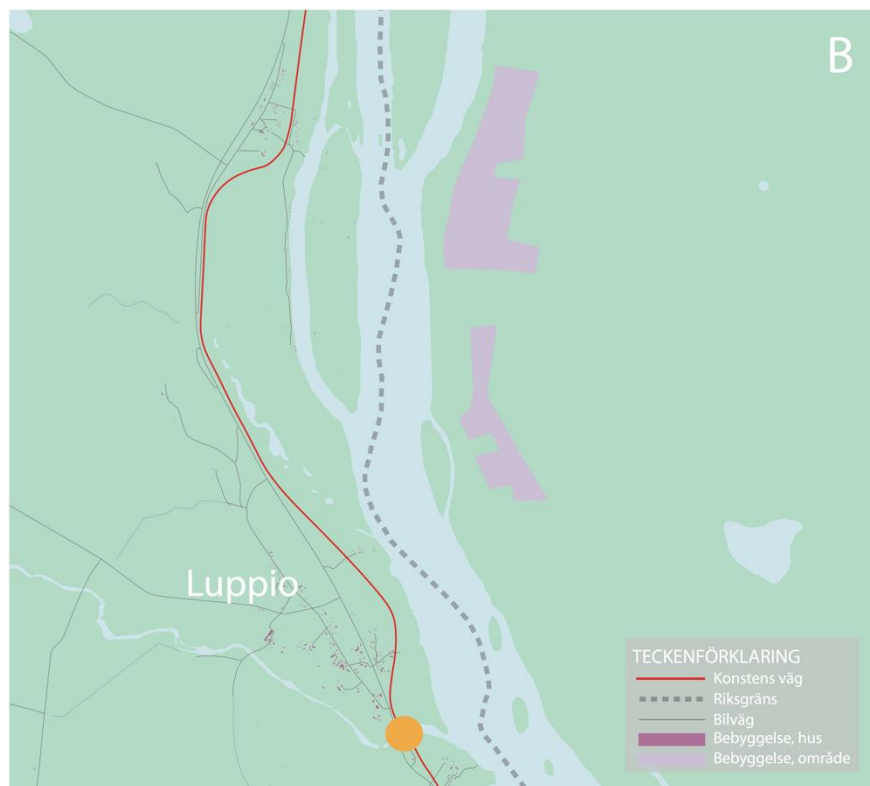 B
Luppio
TECKENFÖRKLARING
Konstens väg
Riksgräns
Bilväg
Bebyggelse, hus
Bebyggelse, område